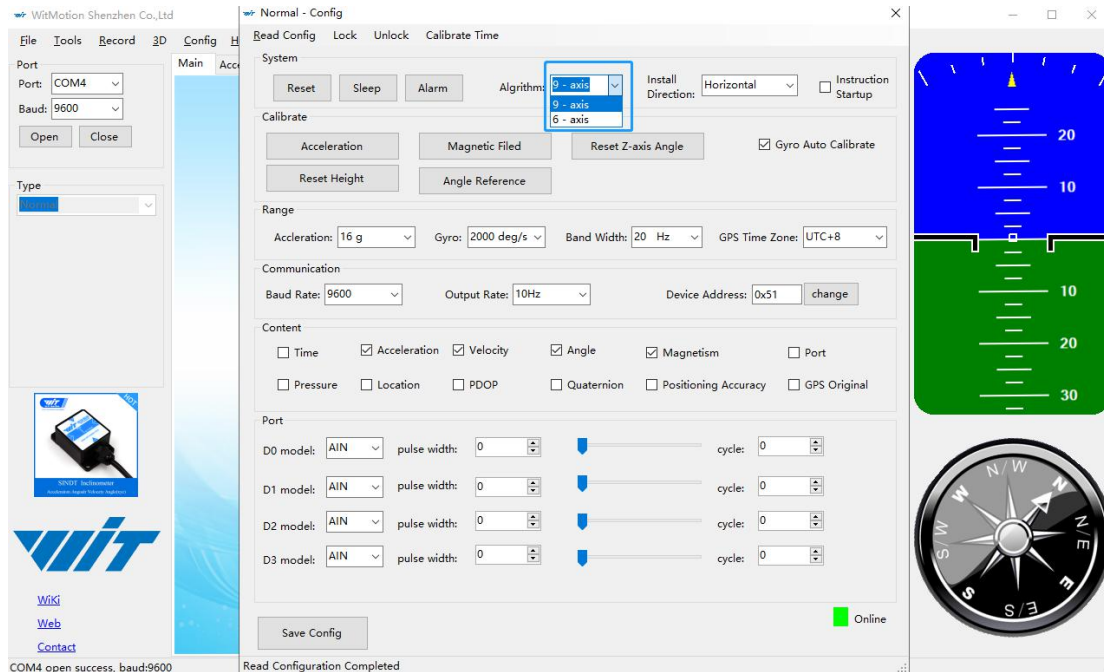 WitMotion Shenzhen Co.,Ltd
File Tools Record 3D Config H
Port
Port: COM4
Baud: 9600
Open Close
Type
Normal
HOT
WIT
SINDT Inclinometer
WIT
WiKi
Web
Contact
COM4 open success, baud:9600
Main Acce
Normal - Config
Read Config Lock Unlock Calibrate Time
System
Reset Sleep Alarm Algrithm: 9 - axis Install Direction: Horizontal Instruction Startup
9 - axis
6 - axis
Calibrate
Acceleration Magnetic Filed Reset Z-axis Angle Gyro Auto Calibrate
Reset Height Angle Reference
Range
Accleration: 16 g Gyro: 2000 deg/s Band Width: 20 Hz GPS Time Zone: UTC+8
Communication
Baud Rate: 9600 Output Rate: 10Hz Device Address: 0x51 change
Content
Time Acceleration Velocity Angle Magnetism Port
Pressure Location PDOP Quaternion Positioning Accuracy GPS Original
Port
D0 model: AIN pulse width: 0 cycle: 0
D1 model: AIN pulse width: 0 cycle: 0
D2 model: AIN pulse width: 0 cycle: 0
D3 model: AIN pulse width: 0 cycle: 0
Online
Save Config
Read Configuration Completed
20
10
10
20
30
N/W N N/E E E/S S S/W W